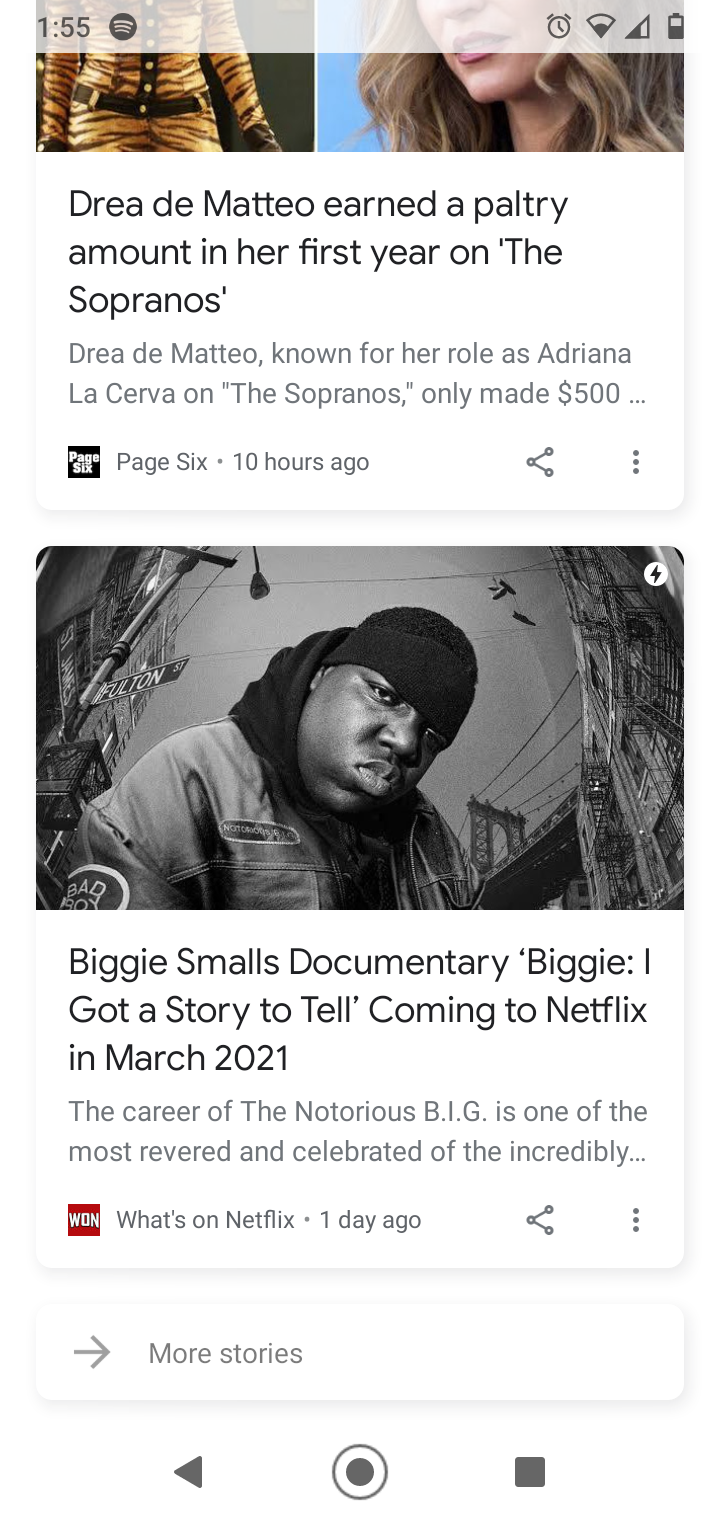 1:55
Drea de Matteo earned a paltry
amount in her first year on 'The
Sopranos'
Drea de Matteo, known for her role as Adriana
La Cerva on "The Sopranos," only made $500 ...
Page Six
Page Six • 10 hours ago
FULTON ST
NOTORIOUS B.I.G.
BAD
BOY
Biggie Smalls Documentary ‘Biggie: I
Got a Story to Tell’ Coming to Netflix
in March 2021
The career of The Notorious B.I.G. is one of the
most revered and celebrated of the incredibly...
WON
What's on Netflix • 1 day ago
More stories